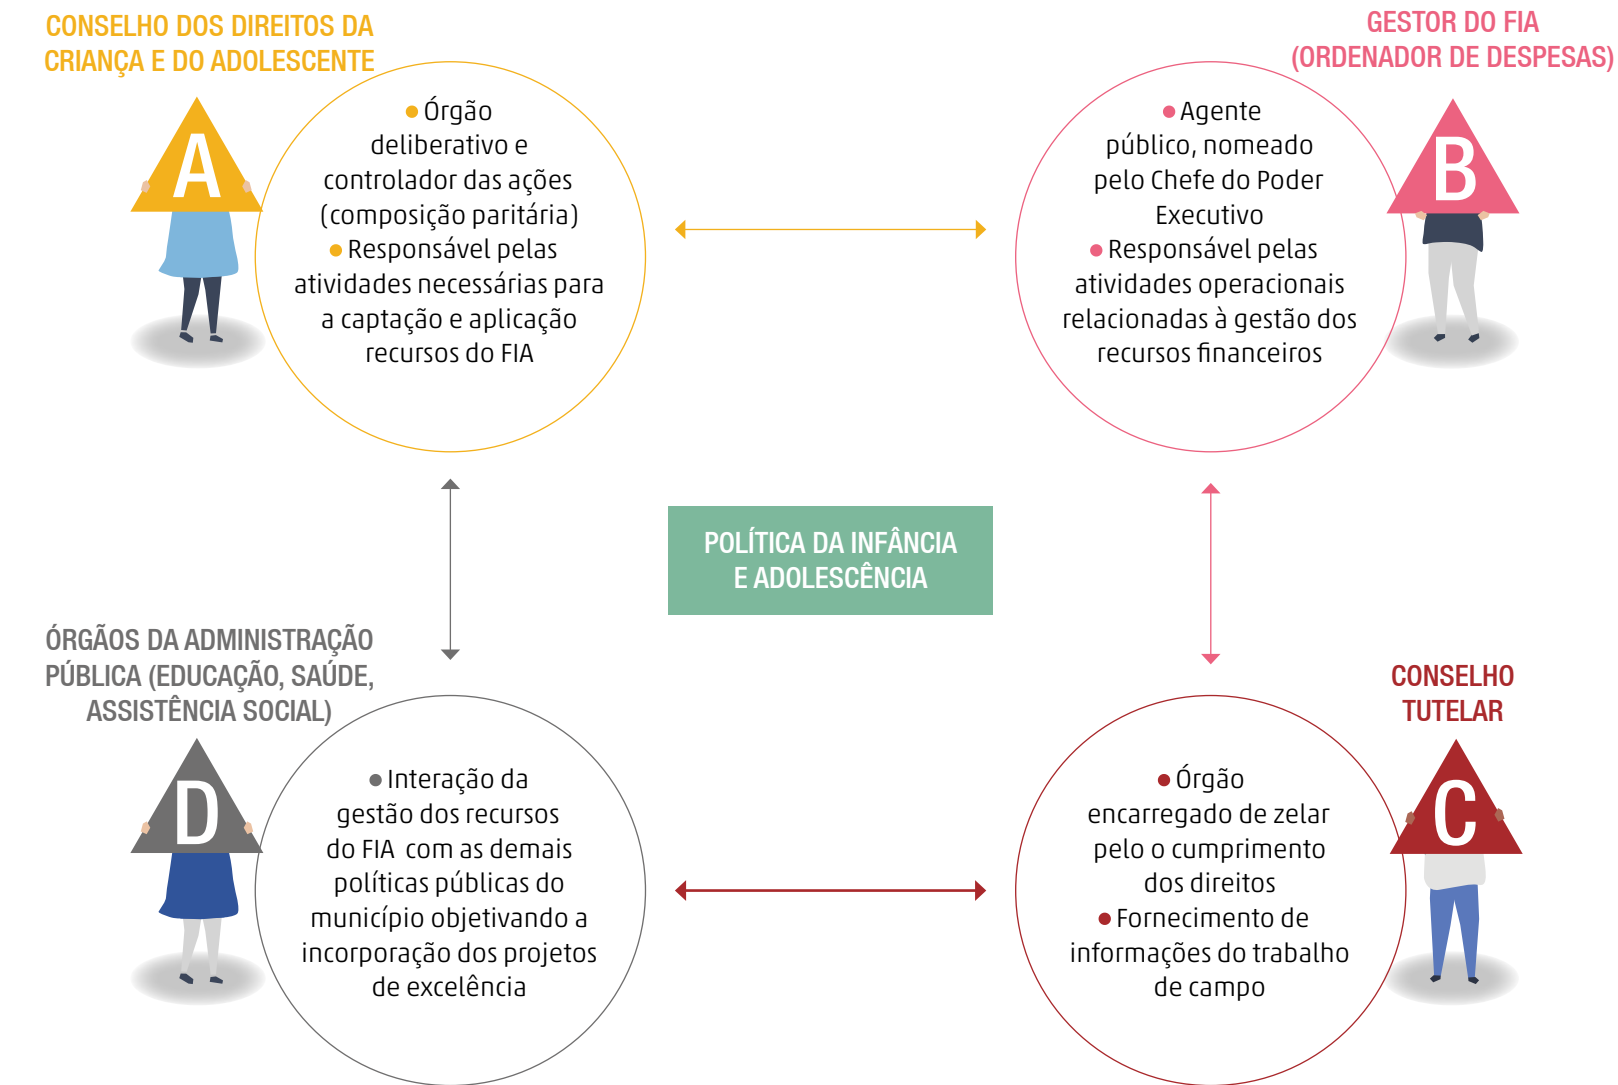 CONSELHO DOS DIREITOS DA
CRIANÇA E DO ADOLESCENTE
A
● Órgão
deliberativo e
controlador das ações
(composição paritária)
● Responsável pelas
atividades necessárias para
a captação e aplicação
recursos do FIA
GESTOR DO FIA
(ORDENADOR DE DESPESAS)
B
● Agente
público, nomeado
pelo Chefe do Poder
Executivo
● Responsável pelas
atividades operacionais
relacionadas à gestão dos
recursos financeiros
POLÍTICA DA INFÂNCIA
E ADOLESCÊNCIA
ÓRGÃOS DA ADMINISTRAÇÃO
PÚBLICA (EDUCAÇÃO, SAÚDE,
ASSISTÊNCIA SOCIAL)
D
● Interação da
gestão dos recursos
do FIA com as demais
políticas públicas do
município objetivando a
incorporação dos projetos
de excelência
CONSELHO
TUTELAR
C
● Órgão
encarregado de zelar
pelo o cumprimento
dos direitos
● Fornecimento de
informações do trabalho
de campo